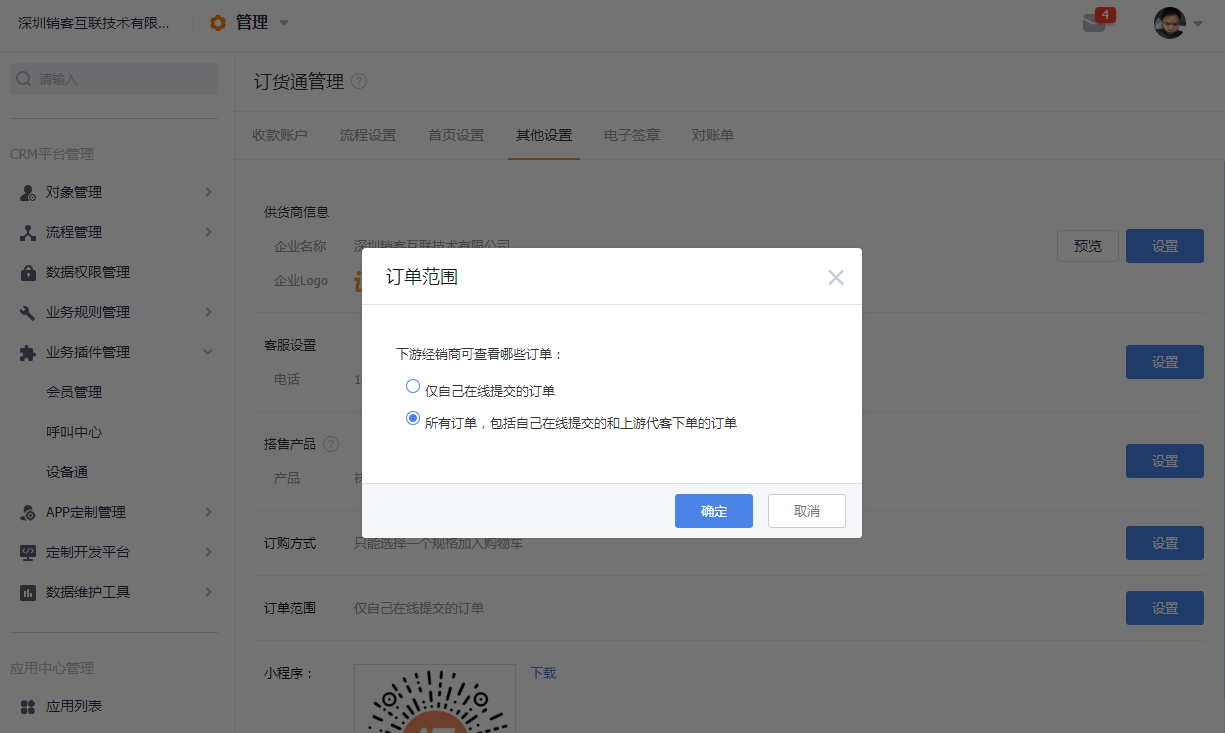 深圳销客互联技术有限... 管理 4
请输入
CRM平台管理
对象管理
流程管理
数据权限管理
业务规则管理
业务插件管理
会员管理
呼叫中心
设备通
APP定制管理
定制开发平台
数据维护工具
应用中心管理
应用列表
订货通管理 ?
收款账户 流程设置 首页设置 其他设置 电子签章 对账单
供货商信息
企业名称 深圳销客互联技术有限公司
预览 设置
企业Logo
客服设置
电话
设置
搭售产品 ?
产品
设置
订购方式 只能选择一个规格加入购物车 设置
订单范围 仅自己在线提交的订单 设置
小程序： 下载
订单范围
下游经销商可查看哪些订单：
仅自己在线提交的订单
所有订单，包括自己在线提交的和上游代客下单的订单
确定 取消